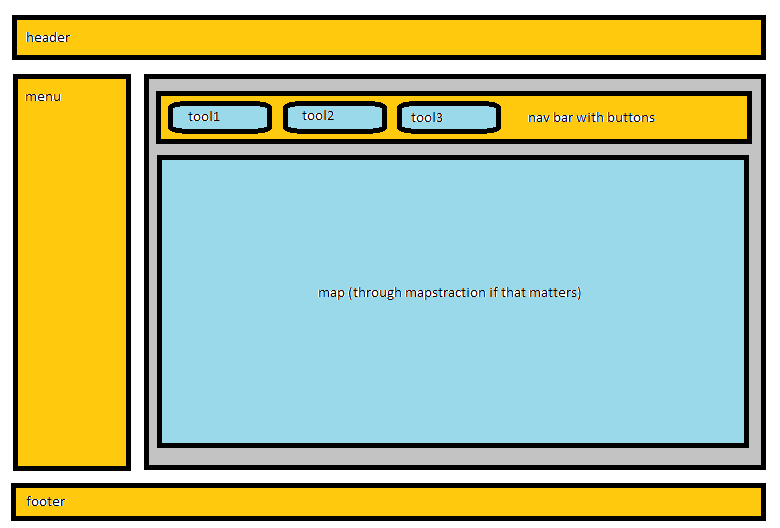 header
menu
tool1
tool2
tool3
nav bar with buttons
map (through mapstraction if that matters)
footer